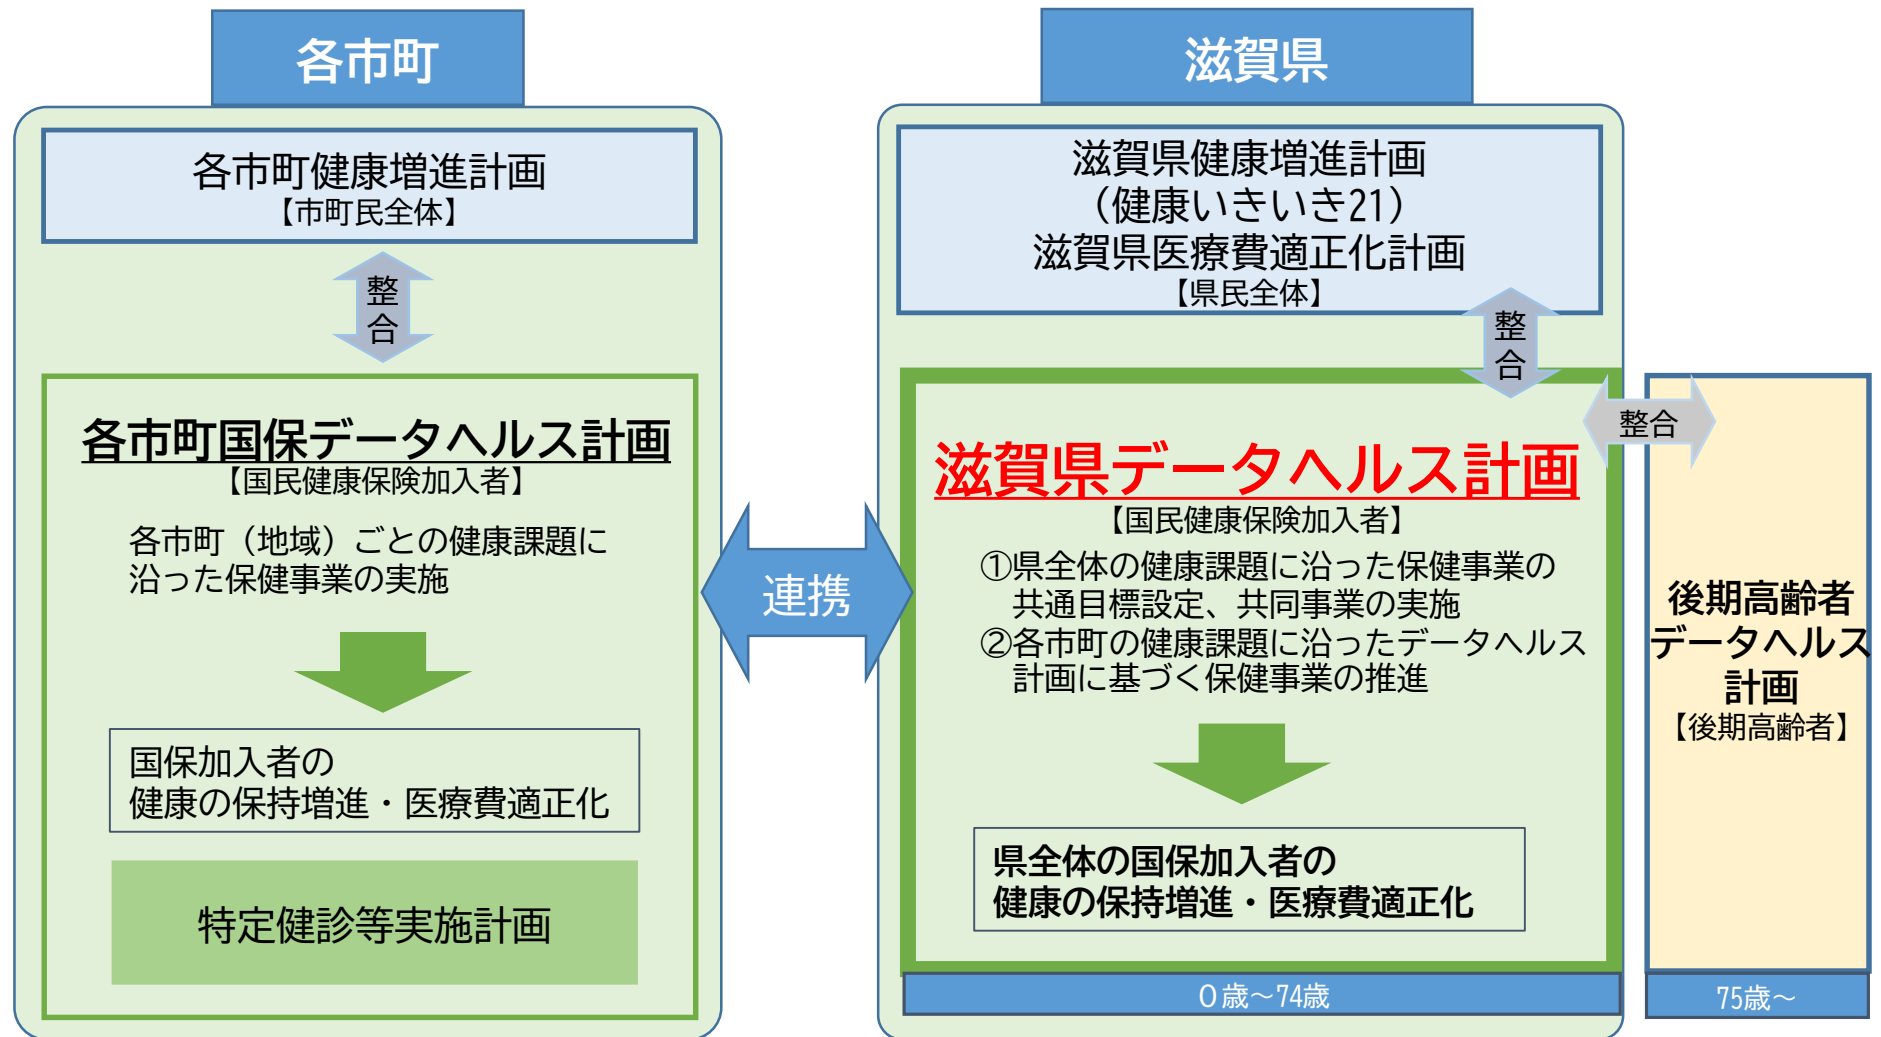 各市町
各市町健康増進計画
【市町民全体】
整
合
各市町国保データヘルス計画
【国民健康保険加入者】
各市町（地域）ごとの健康課題に
沿った保健事業の実施
国保加入者の
健康の保持増進・医療費適正化
特定健診等実施計画
連携
滋賀県
滋賀県健康増進計画
（健康いきいき21）
滋賀県医療費適正化計画
【県民全体】
整
合
滋賀県データヘルス計画
【国民健康保険加入者】
①県全体の健康課題に沿った保健事業の
共通目標設定、共同事業の実施
②各市町の健康課題に沿ったデータヘルス
計画に基づく保健事業の推進
県全体の国保加入者の
健康の保持増進・医療費適正化
０歳～74歳
整合
後期高齢者
データヘルス
計画
【後期高齢者】
75歳～